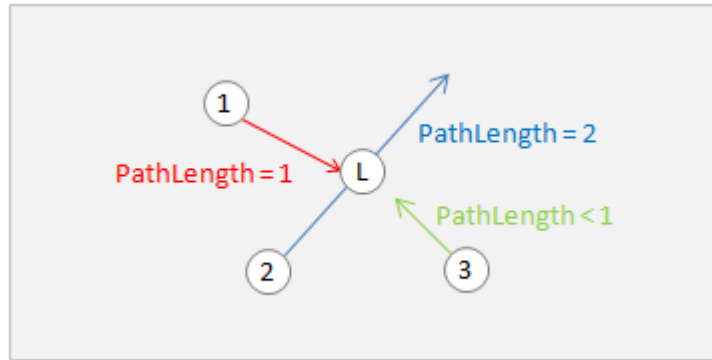 1
PathLength = 2
PathLength = 1
L
PathLength < 1
2
3